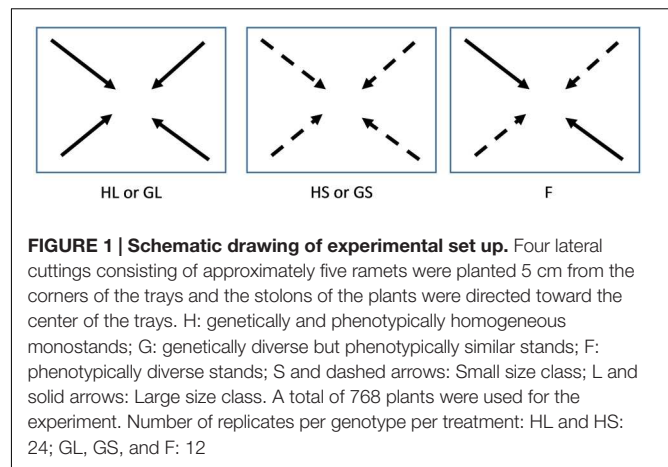 HL or GL
HS or GS
F
FIGURE 1 | Schematic drawing of experimental set up. Four lateral
cuttings consisting of approximately five ramets were planted 5 cm from the
corners of the trays and the stolons of the plants were directed toward the
center of the trays. H: genetically and phenotypically homogeneous
monostands; G: genetically diverse but phenotypically similar stands; F:
phenotypically diverse stands; S and dashed arrows: Small size class; L and
solid arrows: Large size class. A total of 768 plants were used for the
experiment. Number of replicates per genotype per treatment: HL and HS:
24; GL, GS, and F: 12